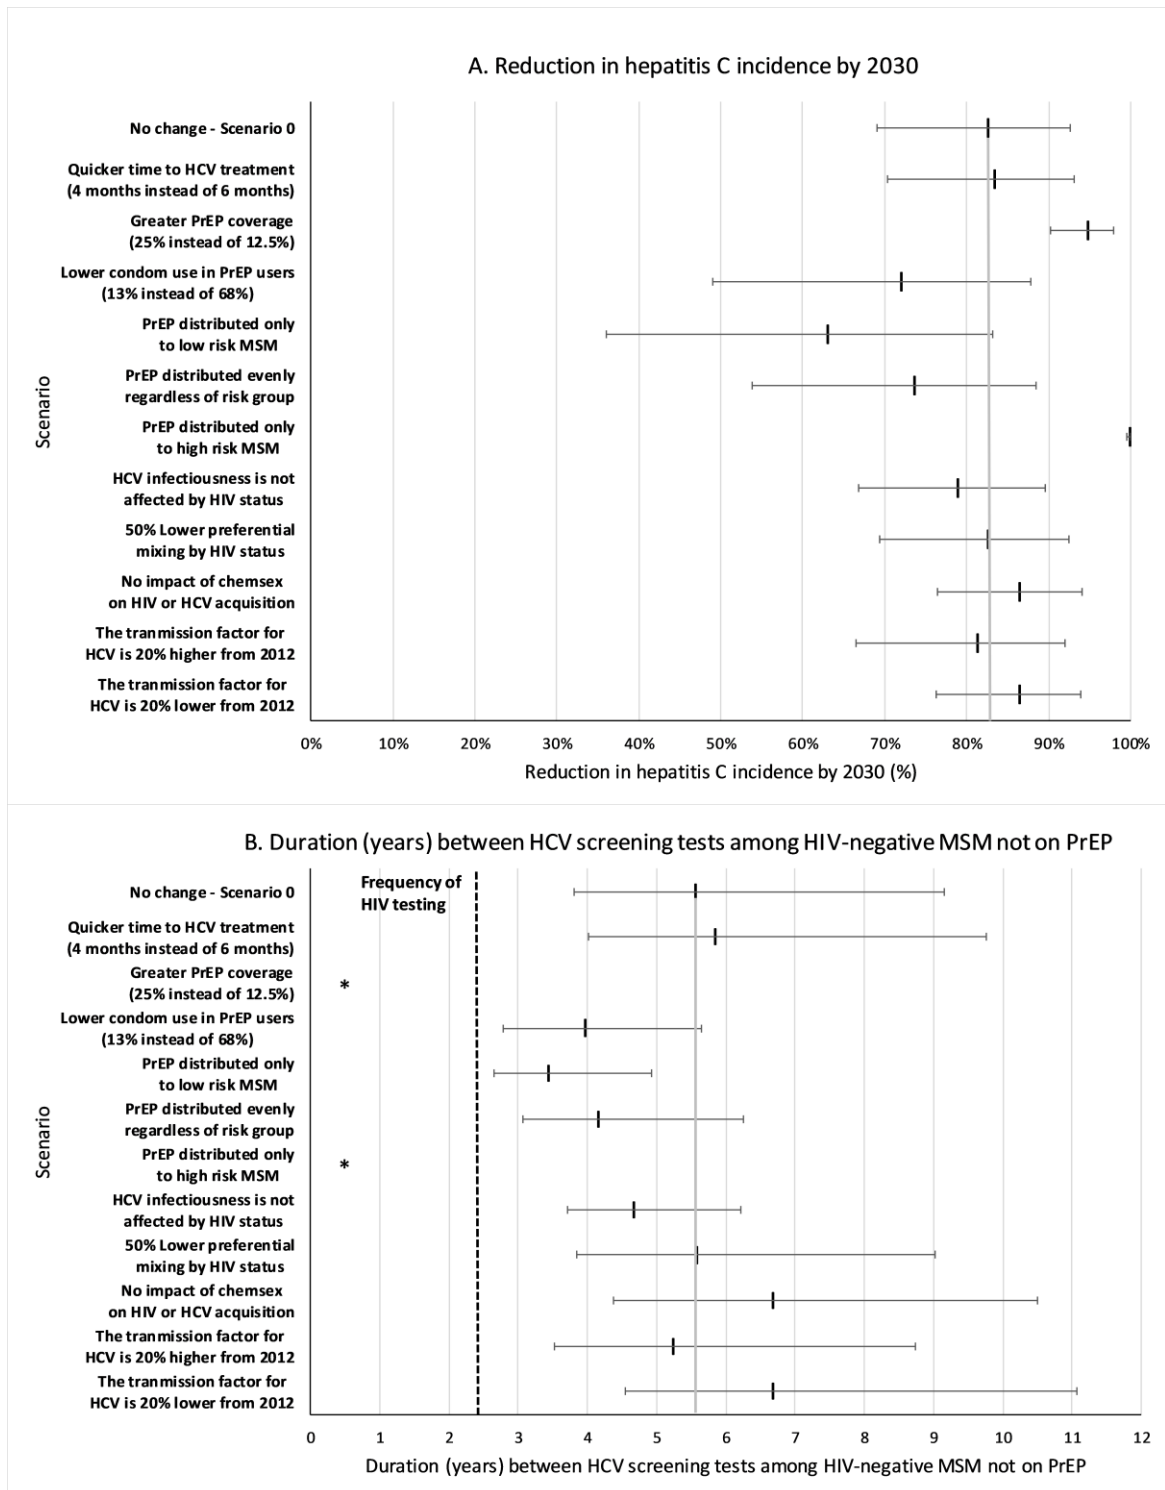 A. Reduction in hepatitis C incidence by 2030
No change - Scenario 0
Quicker time to HCV treatment
(4 months instead of 6 months)
Greater PrEP coverage
(25% instead of 12.5%)
Lower condom use in PrEP users
(13% instead of 68%)
PrEP distributed only
to low risk MSM
PrEP distributed evenly
regardless of risk group
PrEP distributed only
to high risk MSM
HCV infectiousness is not
affected by HIV status
50% Lower preferential
mixing by HIV status
No impact of chemsex
on HIV or HCV acquisition
The tranmission factor for
HCV is 20% higher from 2012
The tranmission factor for
HCV is 20% lower from 2012
Scenario
0% 10% 20% 30% 40% 50% 60% 70% 80% 90% 100%
Reduction in hepatitis C incidence by 2030 (%)
B. Duration (years) between HCV screening tests among HIV-negative MSM not on PrEP
Frequency of
HIV testing
No change - Scenario 0
Quicker time to HCV treatment
(4 months instead of 6 months)
Greater PrEP coverage
(25% instead of 12.5%)
*
Lower condom use in PrEP users
(13% instead of 68%)
PrEP distributed only
to low risk MSM
PrEP distributed evenly
regardless of risk group
PrEP distributed only
to high risk MSM
*
HCV infectiousness is not
affected by HIV status
50% Lower preferential
mixing by HIV status
No impact of chemsex
on HIV or HCV acquisition
The tranmission factor for
HCV is 20% higher from 2012
The tranmission factor for
HCV is 20% lower from 2012
Scenario
0 1 2 3 4 5 6 7 8 9 10 11 12
Duration (years) between HCV screening tests among HIV-negative MSM not on PrEP